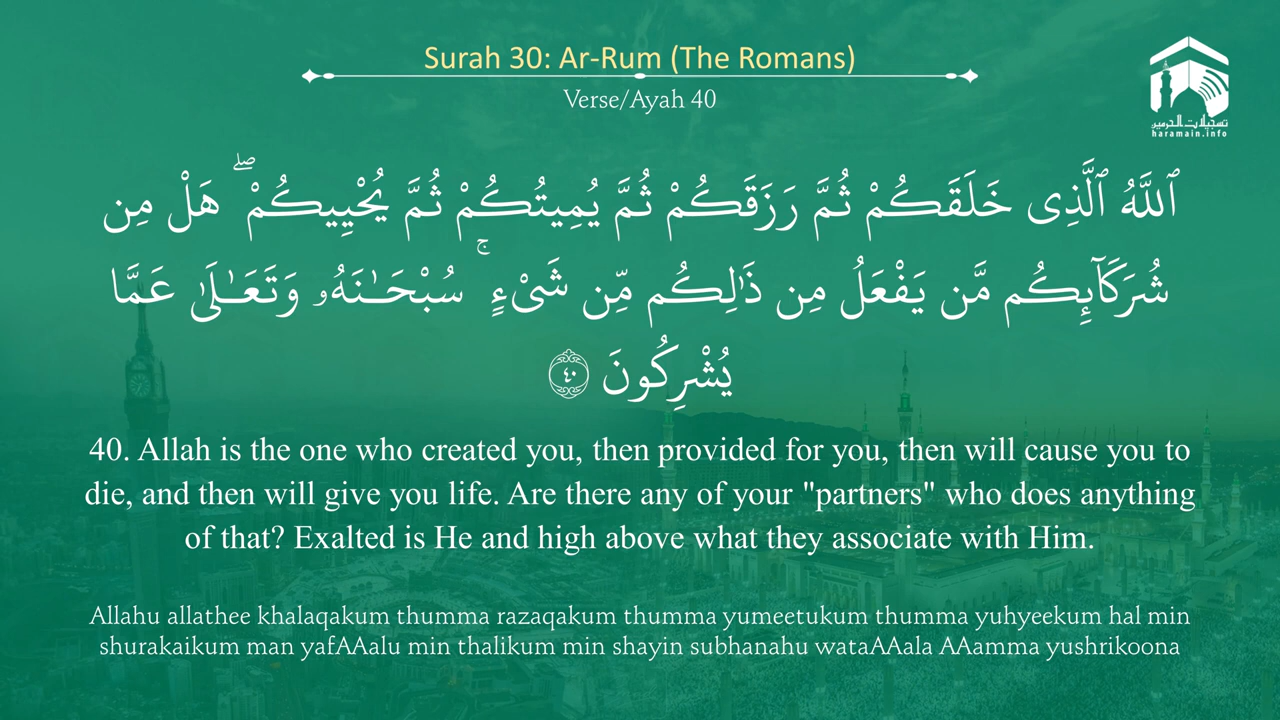 Surah 30: Ar-Rum (The Romans)
Verse/Ayah 40
تسجيلات الحرمين
haramain.info
ٱللَّهُ ٱلَّذِى خَلَقَكُمْ ثُمَّ رَزَقَكُمْ ثُمَّ يُمِيتُكُمْ ثُمَّ يُحْيِيكُمْ ۖ هَلْ مِن
شُرَكَآئِكُم مَّن يَفْعَلُ مِن ذَٰلِكُم مِّن شَىْءٍ ۚ سُبْحَـٰنَهُۥ وَتَعَـٰلَىٰ عَمَّا
يُشْرِكُونَ ٤٠
40. Allah is the one who created you, then provided for you, then will cause you to
die, and then will give you life. Are there any of your "partners" who does anything
of that? Exalted is He and high above what they associate with Him.
Allahu allathee khalaqakum thumma razaqakum thumma yumeetukum thumma yuhyeekum hal min
shurakaikum man yafAAalu min thalikum min shayin subhanahu wataAAala AAamma yushrikoona